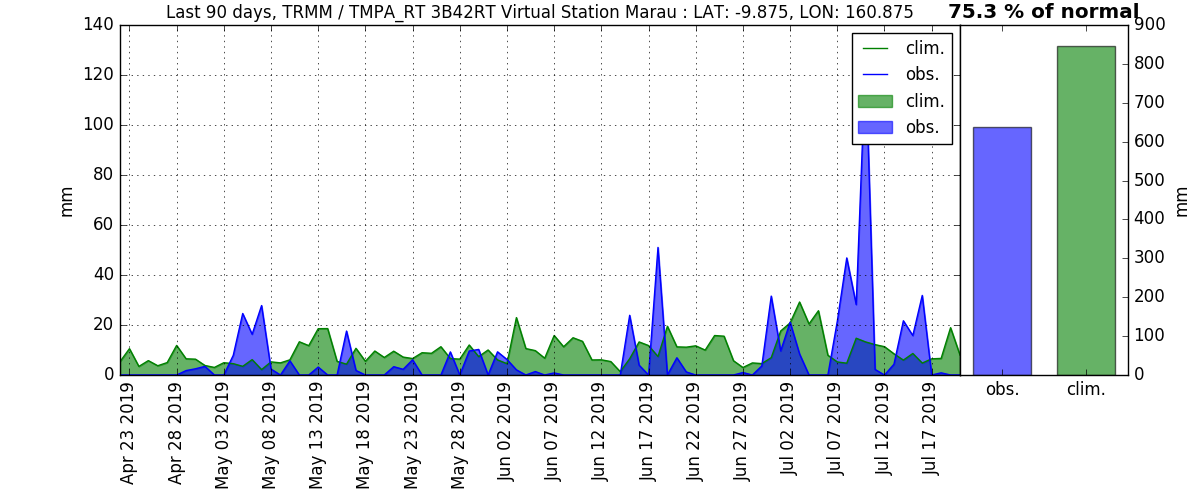 Last 90 days, TRMM / TMPA_RT 3B42RT Virtual Station Marau : LAT: -9.875, LON: 160.875
75.3 % of normal
140
120
100
80
60
40
20
0
mm
clim.
obs.
clim.
obs.
900
800
700
600
500
400
300
200
100
0
mm
obs.
clim.
Apr 23 2019
Apr 28 2019
May 03 2019
May 08 2019
May 13 2019
May 18 2019
May 23 2019
May 28 2019
Jun 02 2019
Jun 07 2019
Jun 12 2019
Jun 17 2019
Jun 22 2019
Jun 27 2019
Jul 02 2019
Jul 07 2019
Jul 12 2019
Jul 17 2019